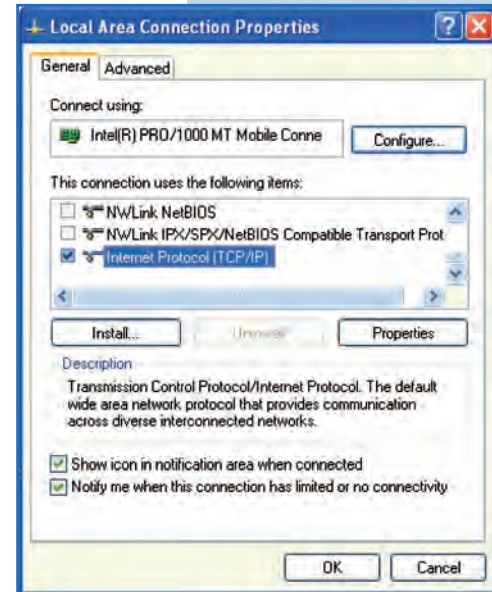 Local Area Connection Properties
General Advanced
Connect using:
Intel(R) PRO/1000 MT Mobile Conne Configure...
This connection uses the following items:
NWLink NetBIOS
NWLink IPX/SPX/NetBIOS Compatible Transport Prot
Internet Protocol (TCP/IP)
Install... Uninstall Properties
Description
Transmission Control Protocol/Internet Protocol. The default
wide area network protocol that provides communication
across diverse interconnected networks.
Show icon in notification area when connected
Notify me when this connection has limited or no connectivity
OK Cancel